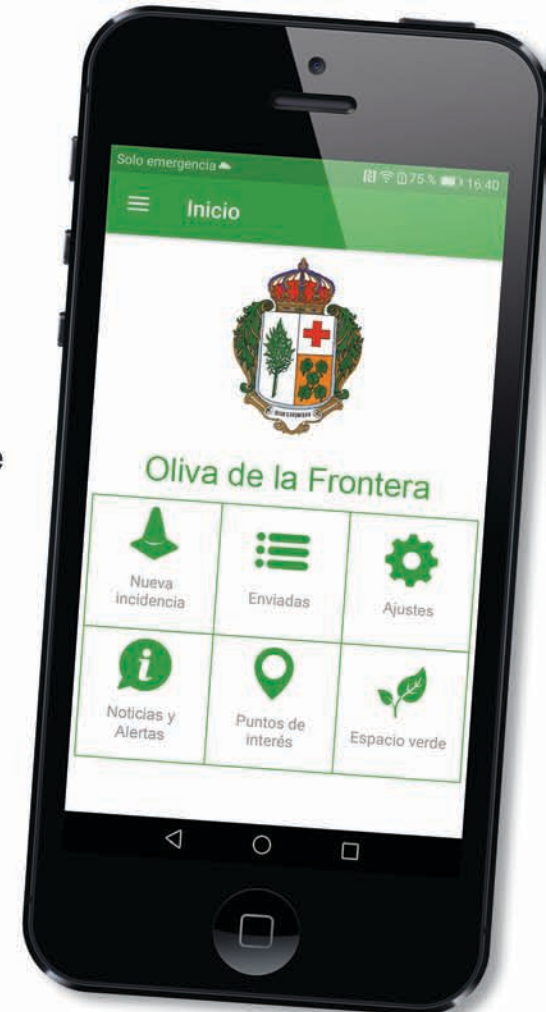 Solo emergencia 75 % 16:40
Inicio
Oliva de la Frontera
Nueva
incidencia
Enviadas
Ajustes
Noticias y
Alertas
Puntos de
interés
Espacio verde
e